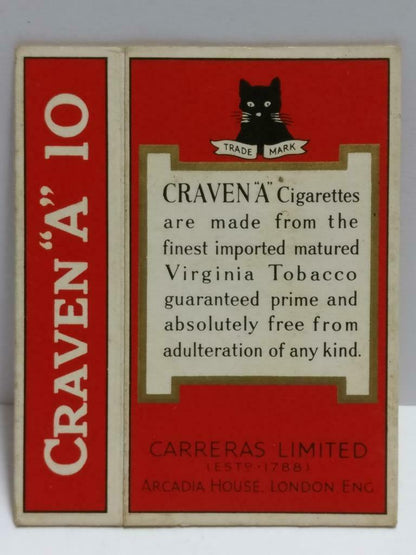 CRAVEN "A" 10
TRADE MARK
CRAVEN "A" Cigarettes
are made from the
finest imported matured
Virginia Tobacco
guaranteed prime and
absolutely free from
adulteration of any kind.
CARRERAS LIMITED
(ESTD·1788)
ARCADIA HOUSE, LONDON, ENG